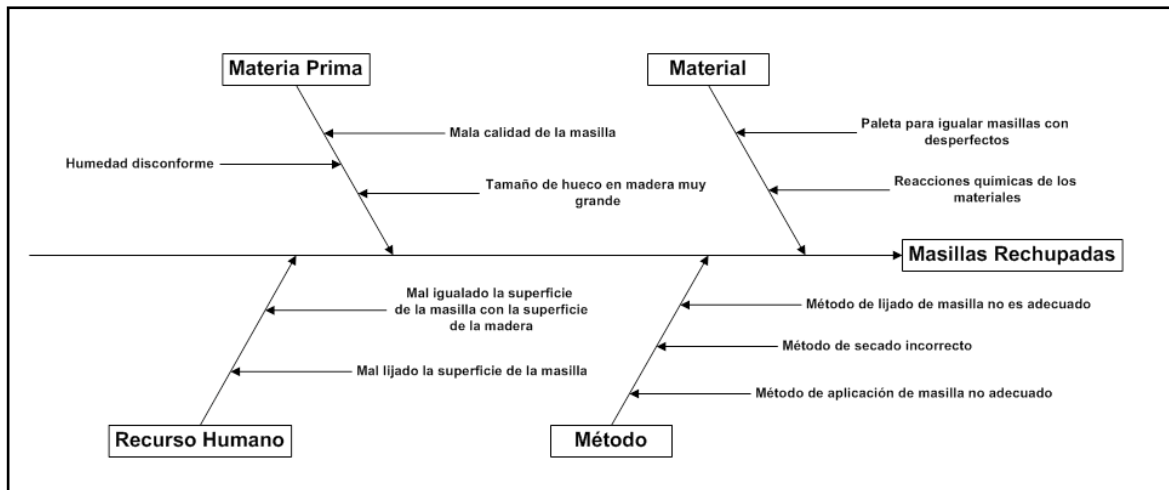 Materia Prima
Material
Mala calidad de la masilla
Paleta para igualar masillas con
desperfectos
Humedad disconforme
Tamaño de hueco en madera muy
grande
Reacciones químicas de los
materiales
Masillas Rechupadas
Mal igualado la superficie
de la masilla con la superficie
de la madera
Método de lijado de masilla no es adecuado
Método de secado incorrecto
Mal lijado la superficie de la masilla
Método de aplicación de masilla no adecuado
Recurso Humano
Método